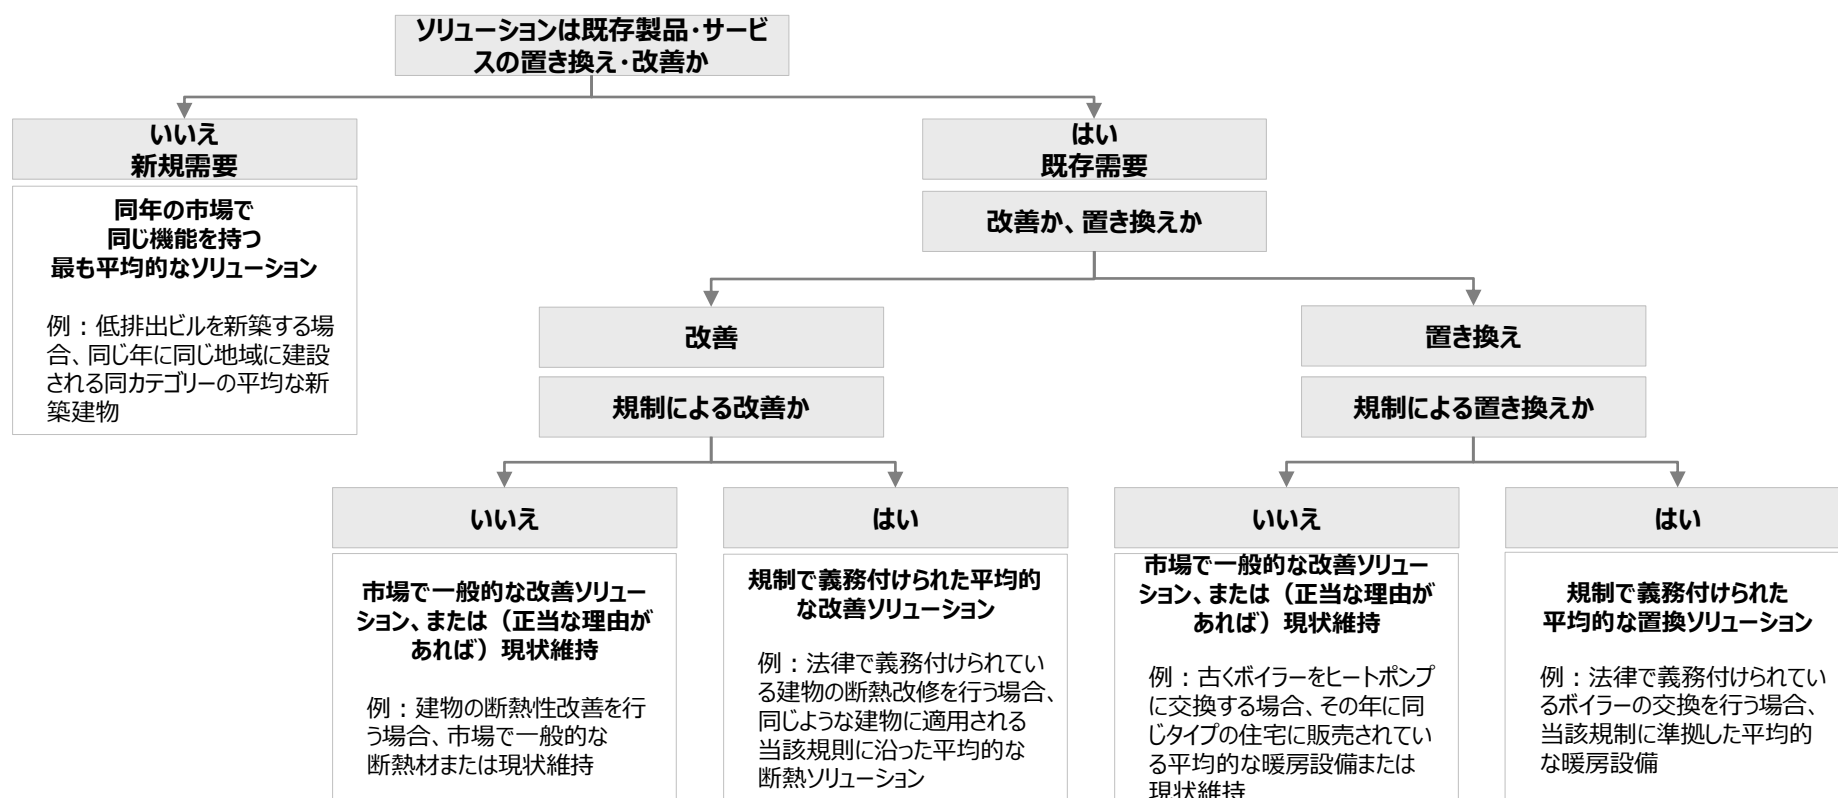 ソリューションは既存製品・サービ
スの置き換え・改善か
いいえ
新規需要
同年の市場で
同じ機能を持つ
最も平均的なソリューション
例：低排出ビルを新築する場
合、同じ年に同じ地域に建設
される同カテゴリーの平均な新
築建物
はい
既存需要
改善か、置き換えか
改善
規制による改善か
置き換え
規制による置き換えか
いいえ
市場で一般的な改善ソリュー
ション、または（正当な理由が
あれば）現状維持
例：建物の断熱性改善を行
う場合、市場で一般的な
断熱材または現状維持
はい
規制で義務付けられた平均的
な改善ソリューション
例：法律で義務付けられてい
る建物の断熱改修を行う場合、
同じような建物に適用される
当該規則に沿った平均的な
断熱ソリューション
いいえ
市場で一般的な改善ソリュー
ション、または（正当な理由が
あれば）現状維持
例：古くボイラーをヒートポンプ
に交換する場合、その年に同
じタイプの住宅に販売されてい
る平均的な暖房設備または
現状維持
はい
規制で義務付けられた
平均的な置換ソリューション
例：法律で義務付けられてい
るボイラーの交換を行う場合、
当該規制に準拠した平均的
な暖房設備